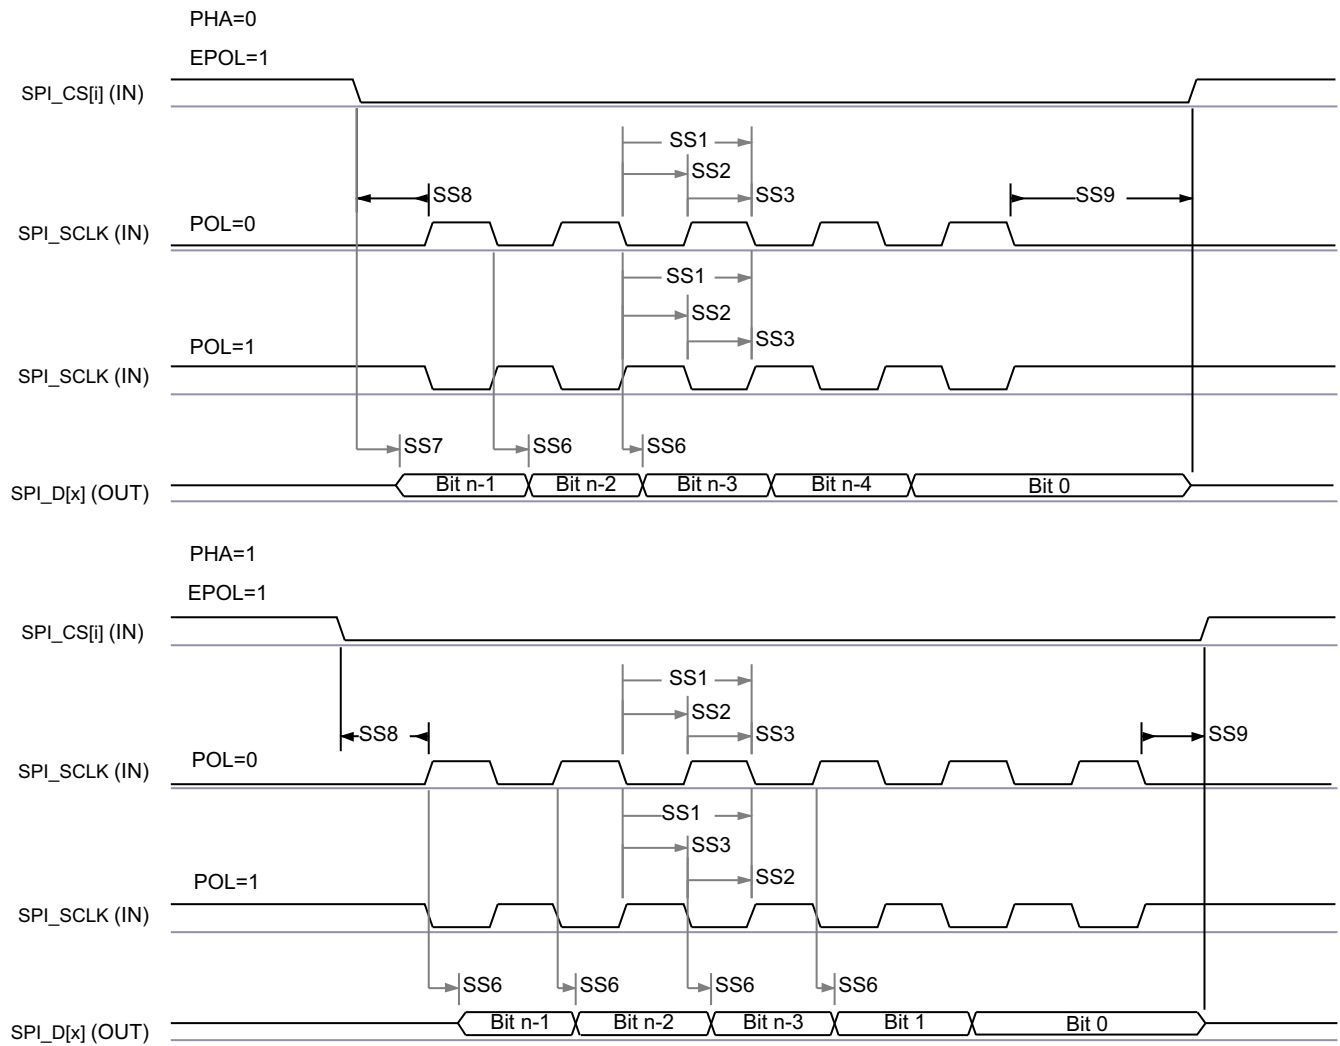 PHA=0
EPOL=1
SPI_CS[i] (IN)
SS1
SS2
SS8 SS3 SS9
POL=0
SPI_SCLK (IN)
SS1
SS2
SS3
POL=1
SPI_SCLK (IN)
SS7 SS6 SS6
SPI_D[x] (OUT) Bit n-1 Bit n-2 Bit n-3 Bit n-4 Bit 0
PHA=1
EPOL=1
SPI_CS[i] (IN)
SS1
SS2
SS8 SS3 SS9
POL=0
SPI_SCLK (IN)
SS1
SS3
SS2
POL=1
SPI_SCLK (IN)
SS6 SS6 SS6 SS6
SPI_D[x] (OUT) Bit n-1 Bit n-2 Bit n-3 Bit 1 Bit 0